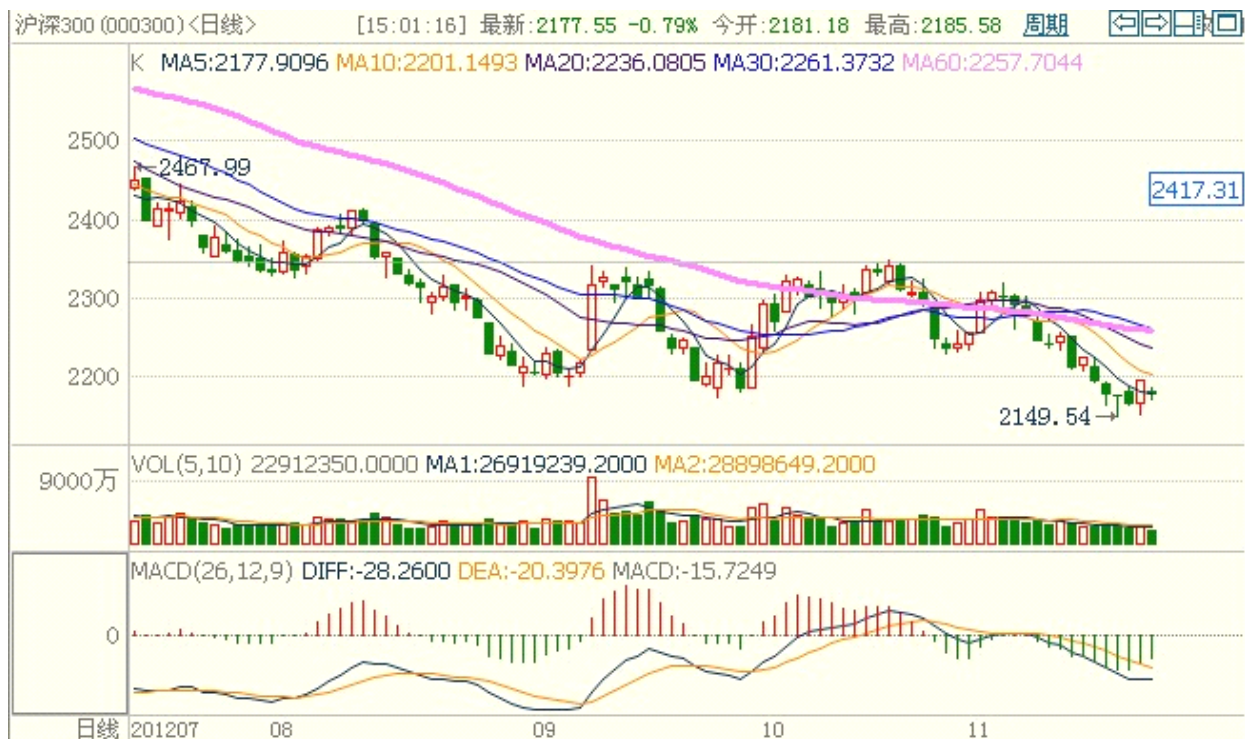 沪深300 (000300)<日线> [15:01:16] 最新:2177.55 -0.79% 今开:2181.18 最高:2185.58 周期
K MA5:2177.9096 MA10:2201.1493 MA20:2236.0805 MA30:2261.3732 MA60:2257.7044
2500
2467.99
2417.31
2400
2300
2200
2149.54
VOL(5,10) 22912350.0000 MA1:26919239.2000 MA2:28898649.2000
9000万
MACD(26,12,9) DIFF:-28.2600 DEA:-20.3976 MACD:-15.7249
0
日线 201207 08 09 10 11